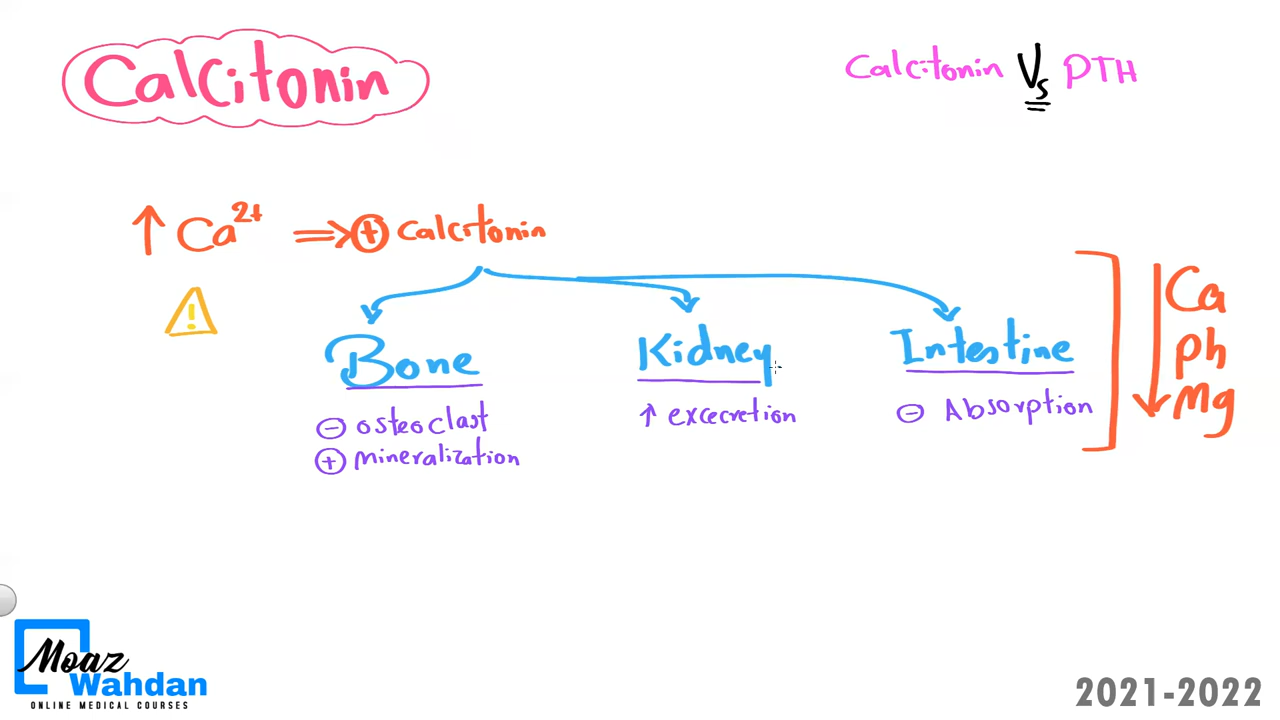 Calcitonin
Calcitonin Vs PTH
↑ Ca²⁺ ⇒ ⊕ Calcitonin
Bone
⊖ osteoclast
⊕ mineralization
Kidney
↑ excecretion
Intestine
⊖ Absorption
↓ Ca
Ph
Mg
!
Moaz
Wahdan
ONLINE MEDICAL COURSES
2021-2022